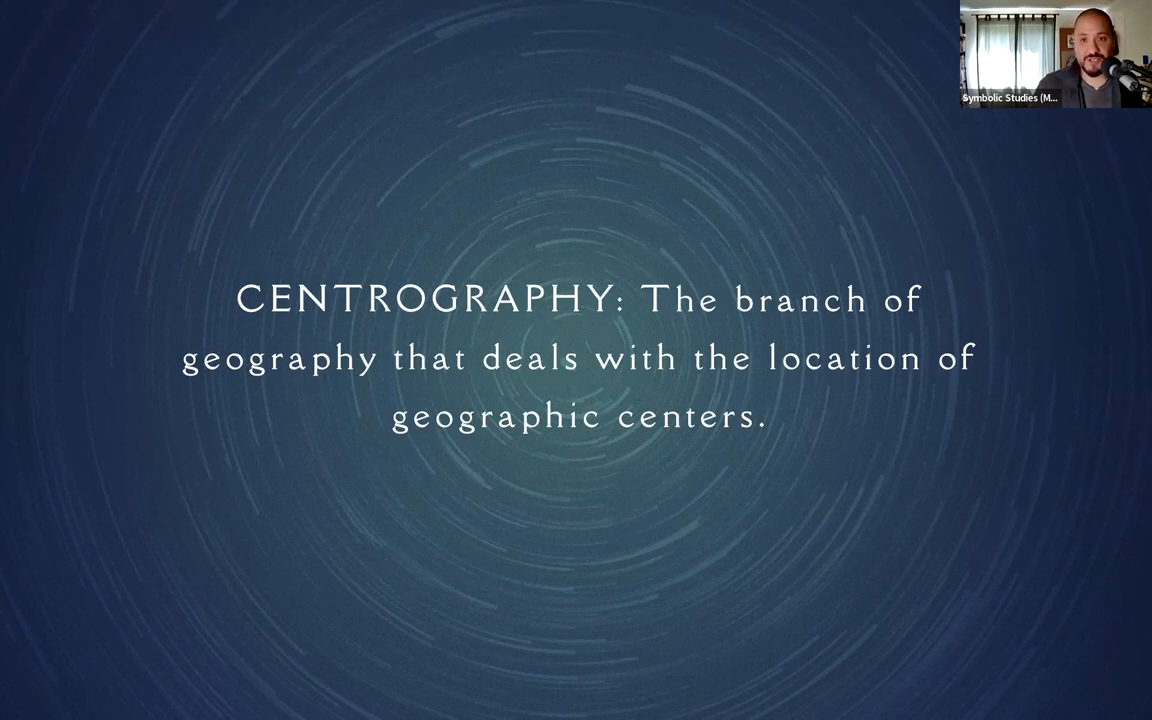 Symbolic Studies (M...
CENTROGRAPHY: The branch of
geography that deals with the location of
geographic centers.